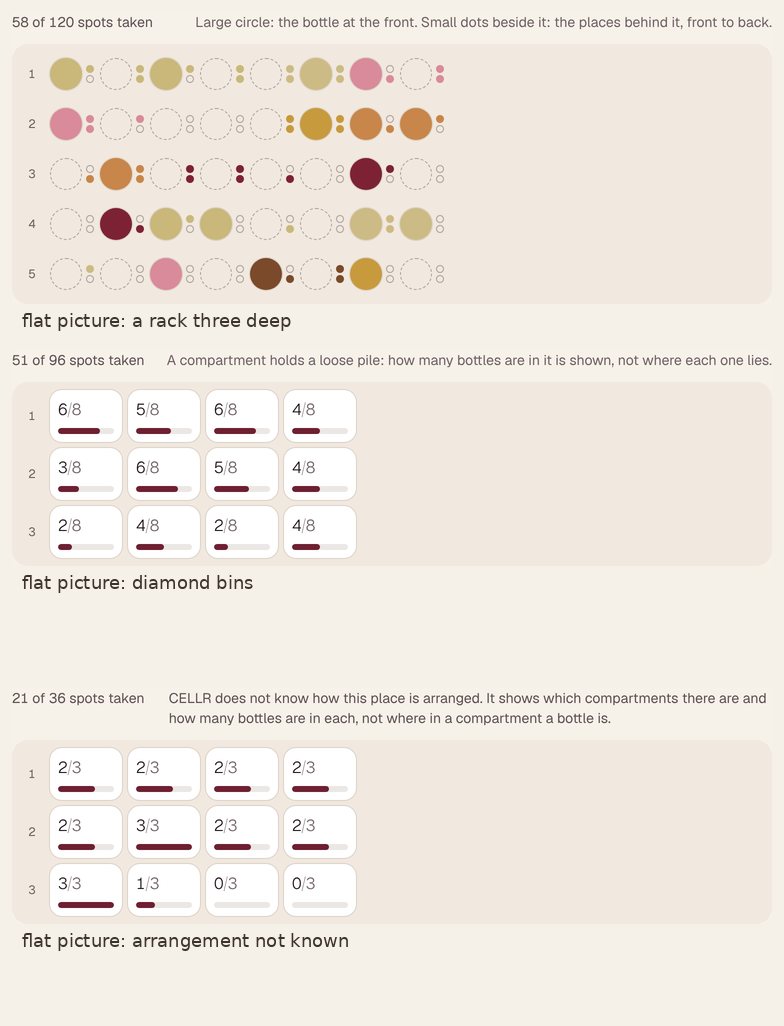 58 of 120 spots taken Large circle: the bottle at the front. Small dots beside it: the places behind it, front to back.
1
2
3
4
5
flat picture: a rack three deep
51 of 96 spots taken A compartment holds a loose pile: how many bottles are in it is shown, not where each one lies.
1 6/8 5/8 6/8 4/8
2 3/8 6/8 5/8 4/8
3 2/8 4/8 2/8 4/8
flat picture: diamond bins
21 of 36 spots taken CELLR does not know how this place is arranged. It shows which compartments there are and
how many bottles are in each, not where in a compartment a bottle is.
1 2/3 2/3 2/3 2/3
2 2/3 3/3 2/3 2/3
3 3/3 1/3 0/3 0/3
flat picture: arrangement not known